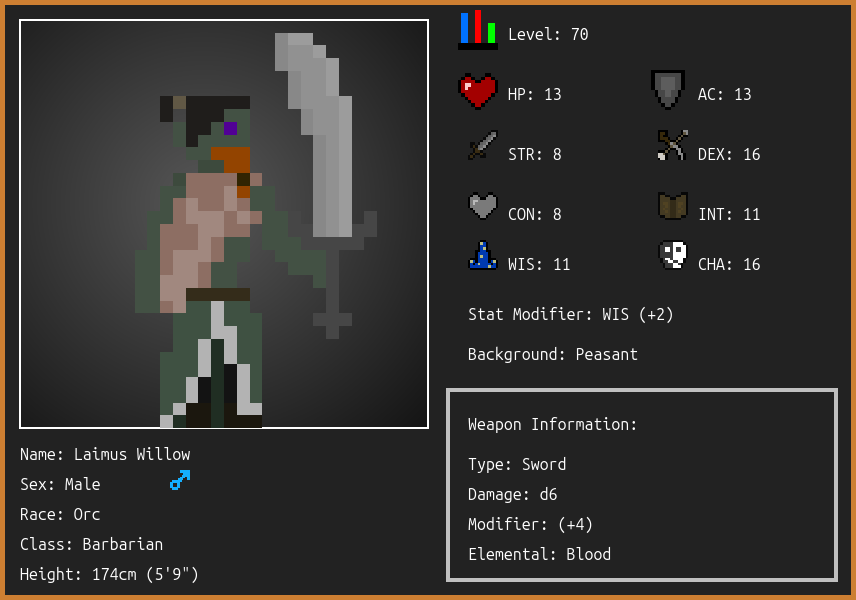 Level: 70
HP: 13
AC: 13
STR: 8
DEX: 16
CON: 8
INT: 11
WIS: 11
CHA: 16
Stat Modifier: WIS (+2)
Background: Peasant
Weapon Information:
Type: Sword
Damage: d6
Modifier: (+4)
Elemental: Blood
Name: Laimus Willow
Sex: Male
Race: Orc
Class: Barbarian
Height: 174cm (5'9")